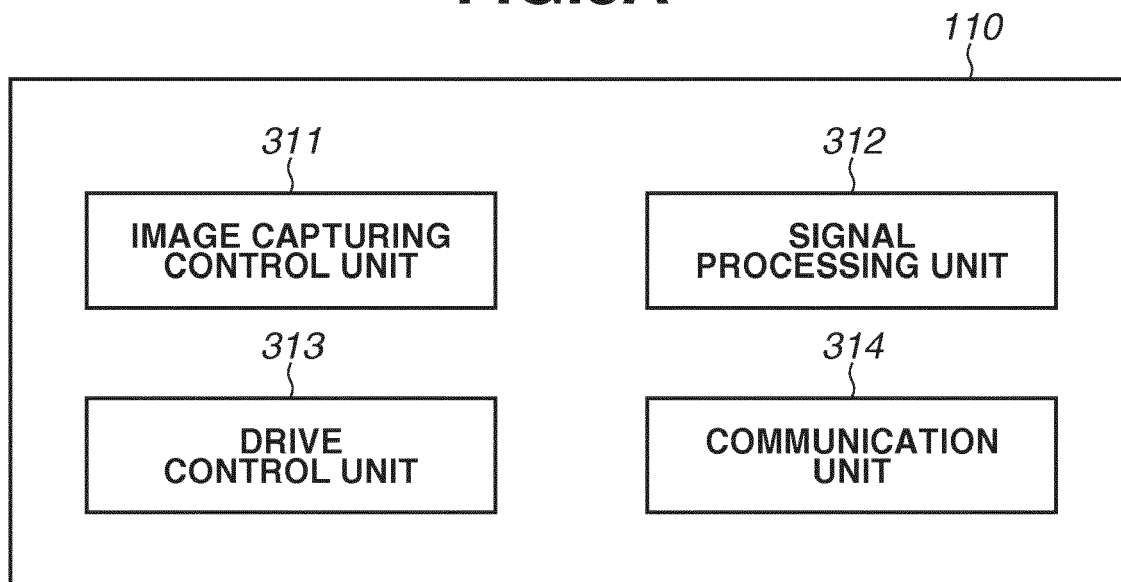 110
311
312
IMAGE CAPTURING
CONTROL UNIT
SIGNAL
PROCESSING UNIT
313
314
DRIVE
CONTROL UNIT
COMMUNICATION
UNIT